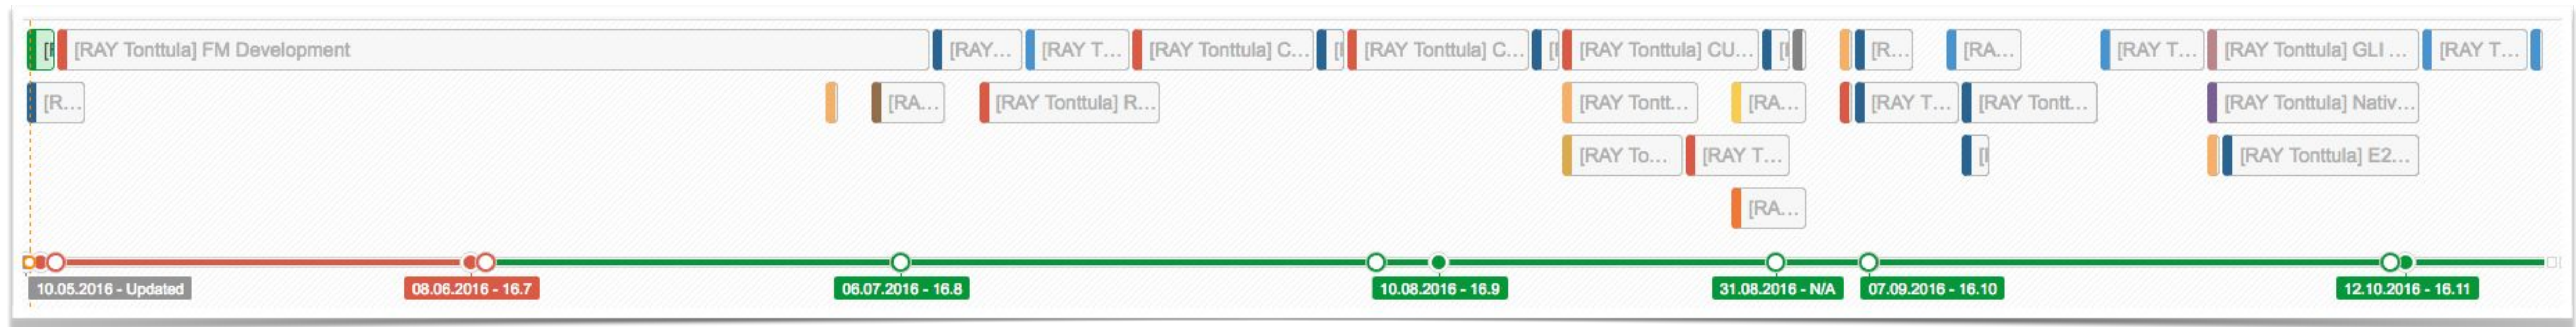 [RAY Tonttula] FM Development [RAY... [RAY T... [RAY Tonttula] C... [RAY Tonttula] C... [RAY Tonttula] CU... [R... [RA... [RAY T... [RAY Tonttula] GLI ... [RAY T...
[R... [RA... [RAY Tonttula] R... [RAY Tontt... [RA... [RAY T... [RAY Tontt... [RAY Tonttula] Nativ...
[RAY To... [RAY T... [RAY Tonttula] E2...
[RA...
10.05.2016 - Updated 08.06.2016 - 16.7 06.07.2016 - 16.8 10.08.2016 - 16.9 31.08.2016 - N/A 07.09.2016 - 16.10 12.10.2016 - 16.11